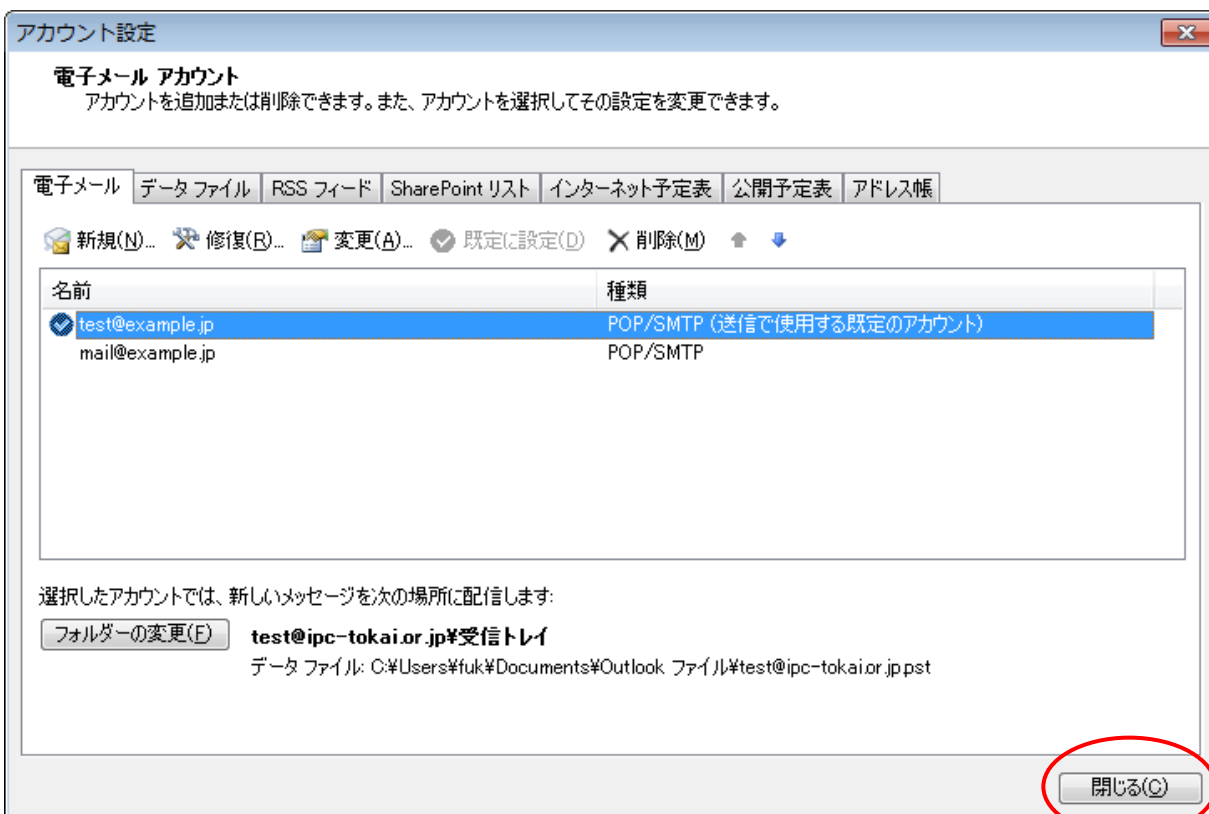 アカウント設定
電子メール アカウント
アカウントを追加または削除できます。また、アカウントを選択してその設定を変更できます。
電子メール データ ファイル RSS フィード SharePoint リスト インターネット予定表 公開予定表 アドレス帳
新規(N)... 修復(R)... 変更(A)... 既定に設定(D) 削除(M)
名前 種類
test@example.jp POP/SMTP (送信で使用する既定のアカウント)
mail@example.jp POP/SMTP
選択したアカウントでは、新しいメッセージを次の場所に配信します:
フォルダーの変更(F) test@ipc-tokai.or.jp¥受信トレイ
データ ファイル: C:¥Users¥fuk¥Documents¥Outlook ファイル¥test@ipc-tokai.or.jp.pst
閉じる(C)